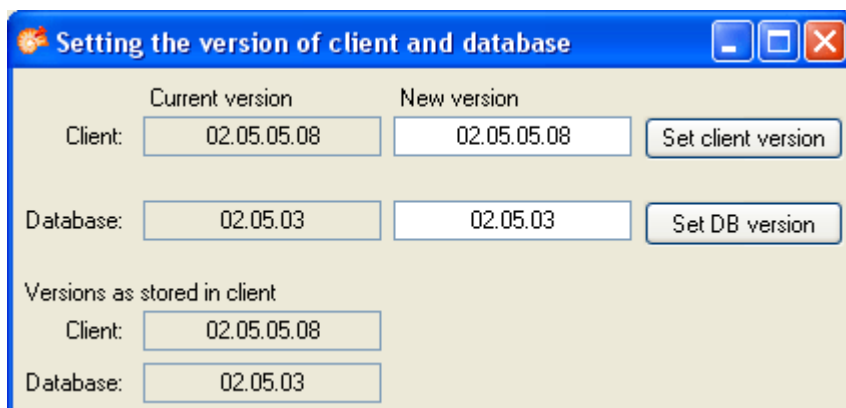 Setting the version of client and database
Current version New version
Client: 02.05.05.08 02.05.05.08 Set client version
Database: 02.05.03 02.05.03 Set DB version
Versions as stored in client
Client: 02.05.05.08
Database: 02.05.03